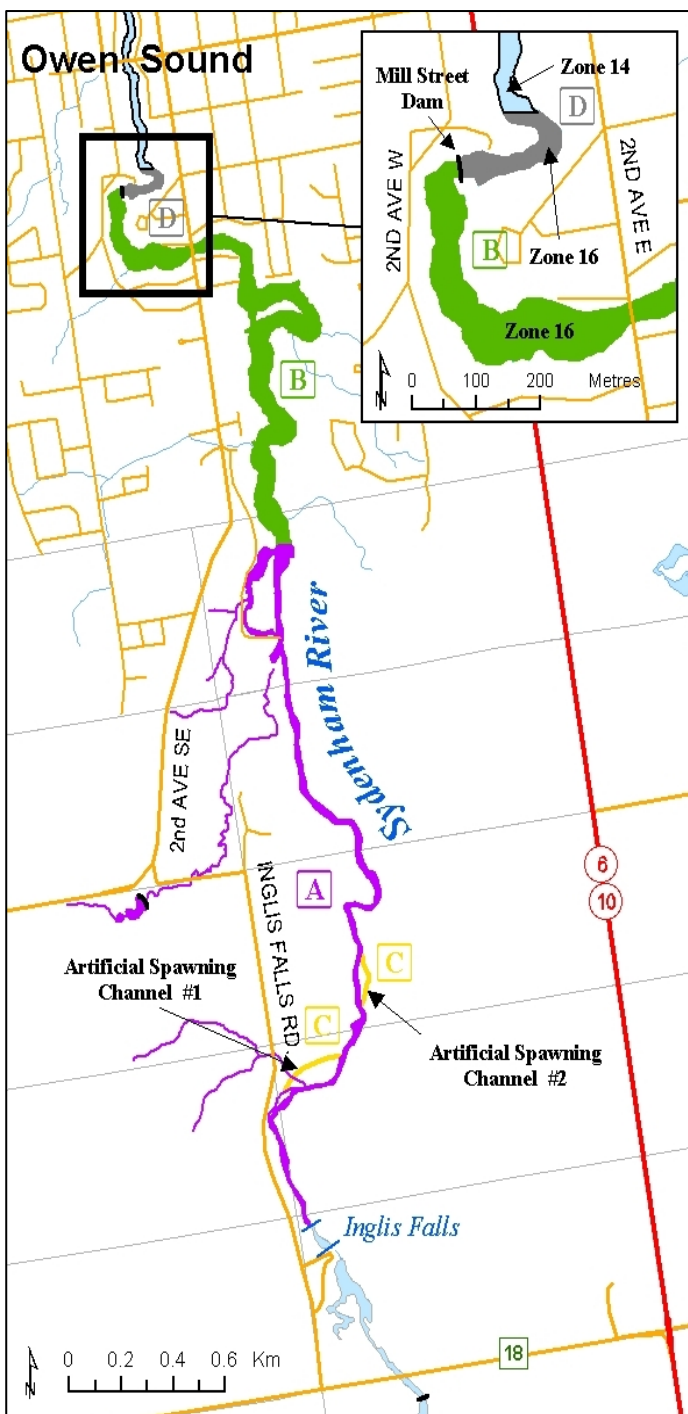 Owen Sound
Mill Street
Dam
Zone 14
D
2ND AVE W
2ND AVE E
B
Zone 16
Zone 16
N
0 100 200 Metres
D
B
Sydenham River
2nd AVE SE
INGLIS FALLS RD.
A
6
10
Artificial Spawning
Channel #1
C
C
Artificial Spawning
Channel #2
Inglis Falls
N
0 0.2 0.4 0.6 Km
18